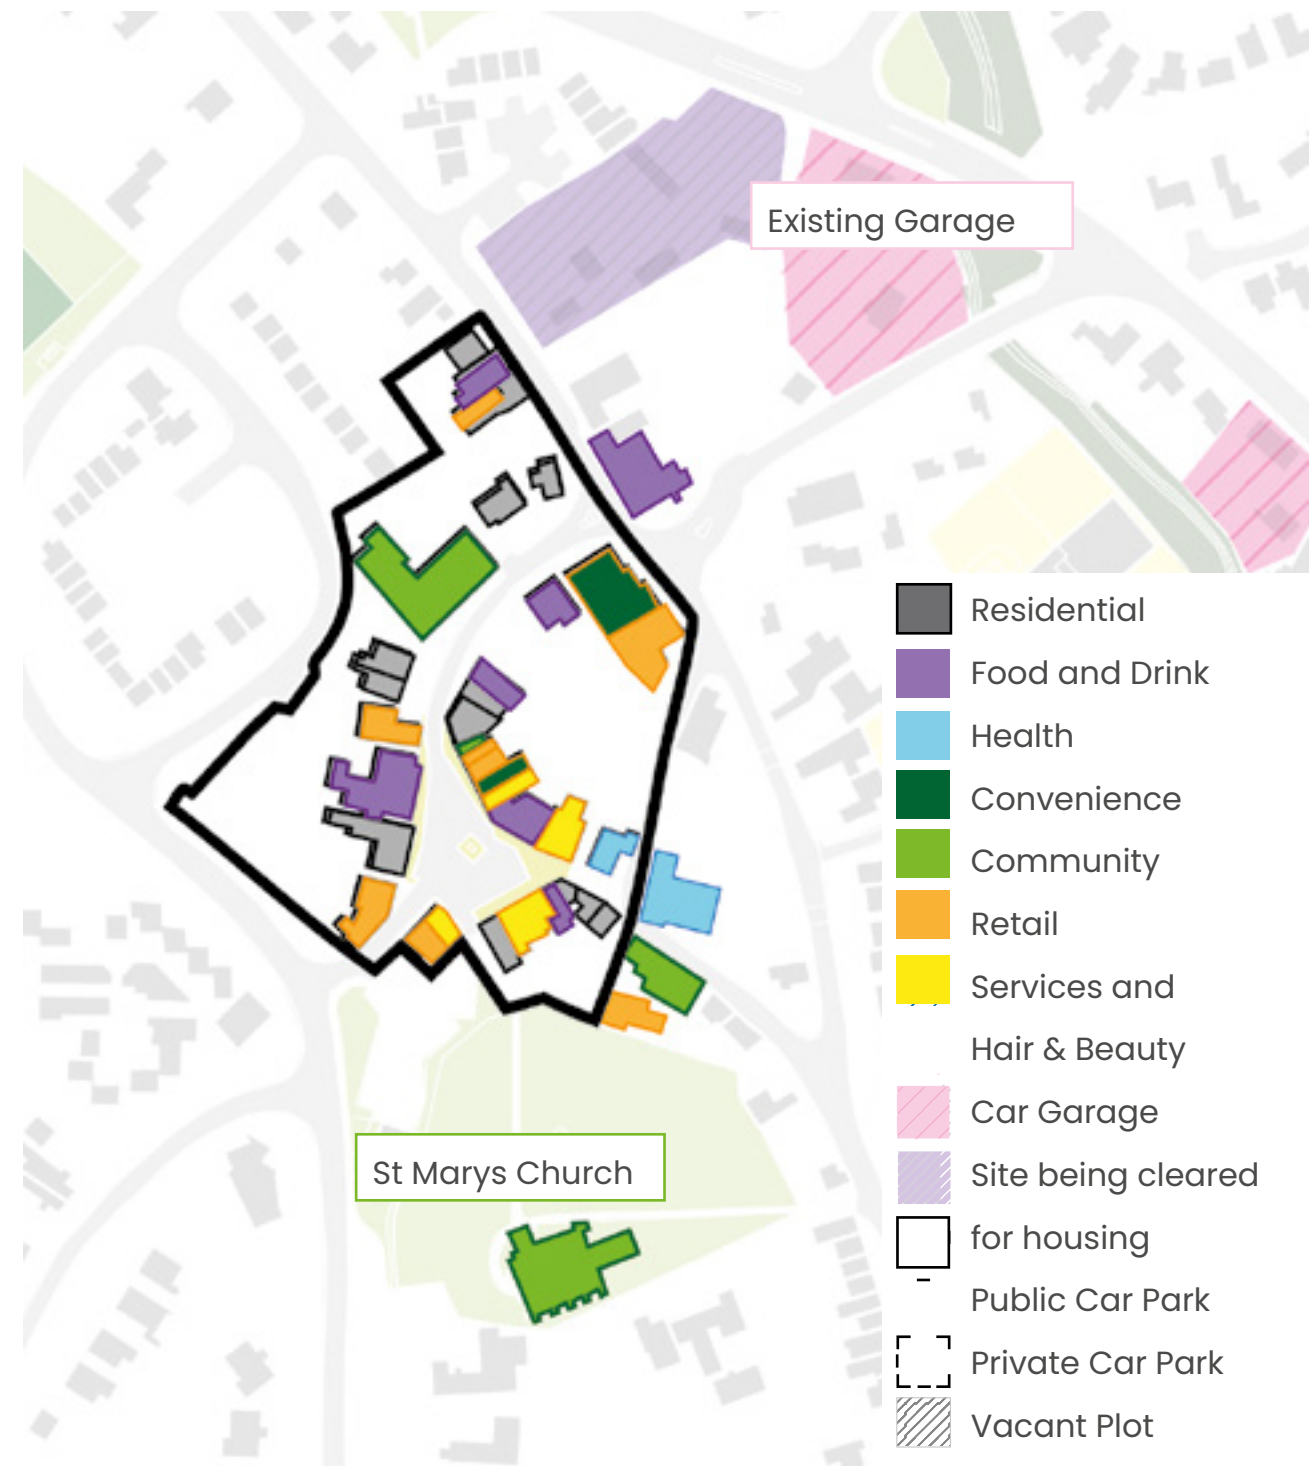 Existing Garage
Residential
Food and Drink
Health
Convenience
Community
Retail
Services and
Hair & Beauty
Car Garage
Site being cleared
for housing
Public Car Park
Private Car Park
Vacant Plot
St Marys Church